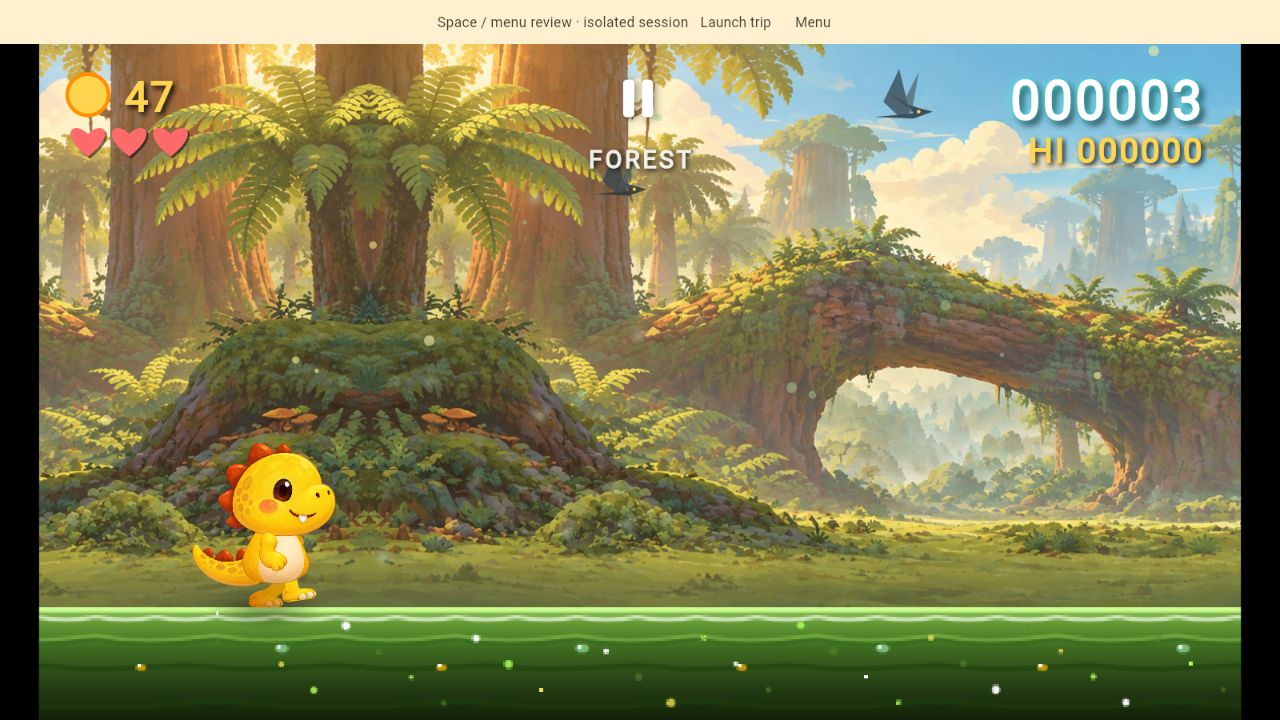 Space / menu review · isolated session Launch trip Menu
47
FOREST
000003
HI 000000